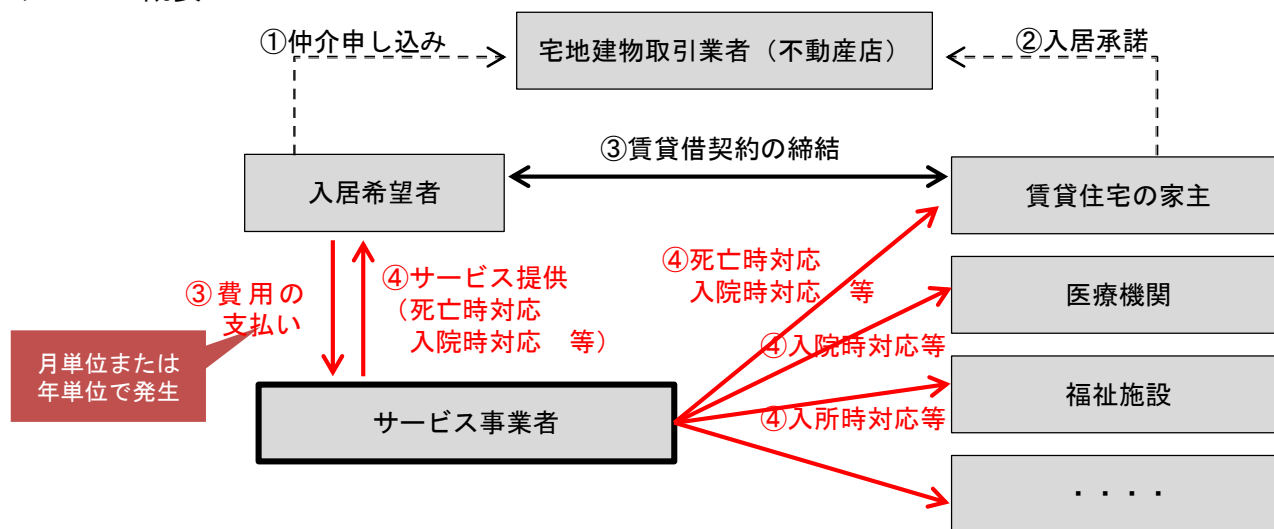 ①仲介申し込み
宅地建物取引業者（不動産店）
②入居承諾
③賃貸借契約の締結
入居希望者
賃貸住宅の家主
③費用の
支払い
④サービス提供
（死亡時対応
入院時対応　等）
④死亡時対応
入院時対応　等
医療機関
④入院時対応等
月単位または
年単位で発生
福祉施設
サービス事業者
④入所時対応等
・・・・